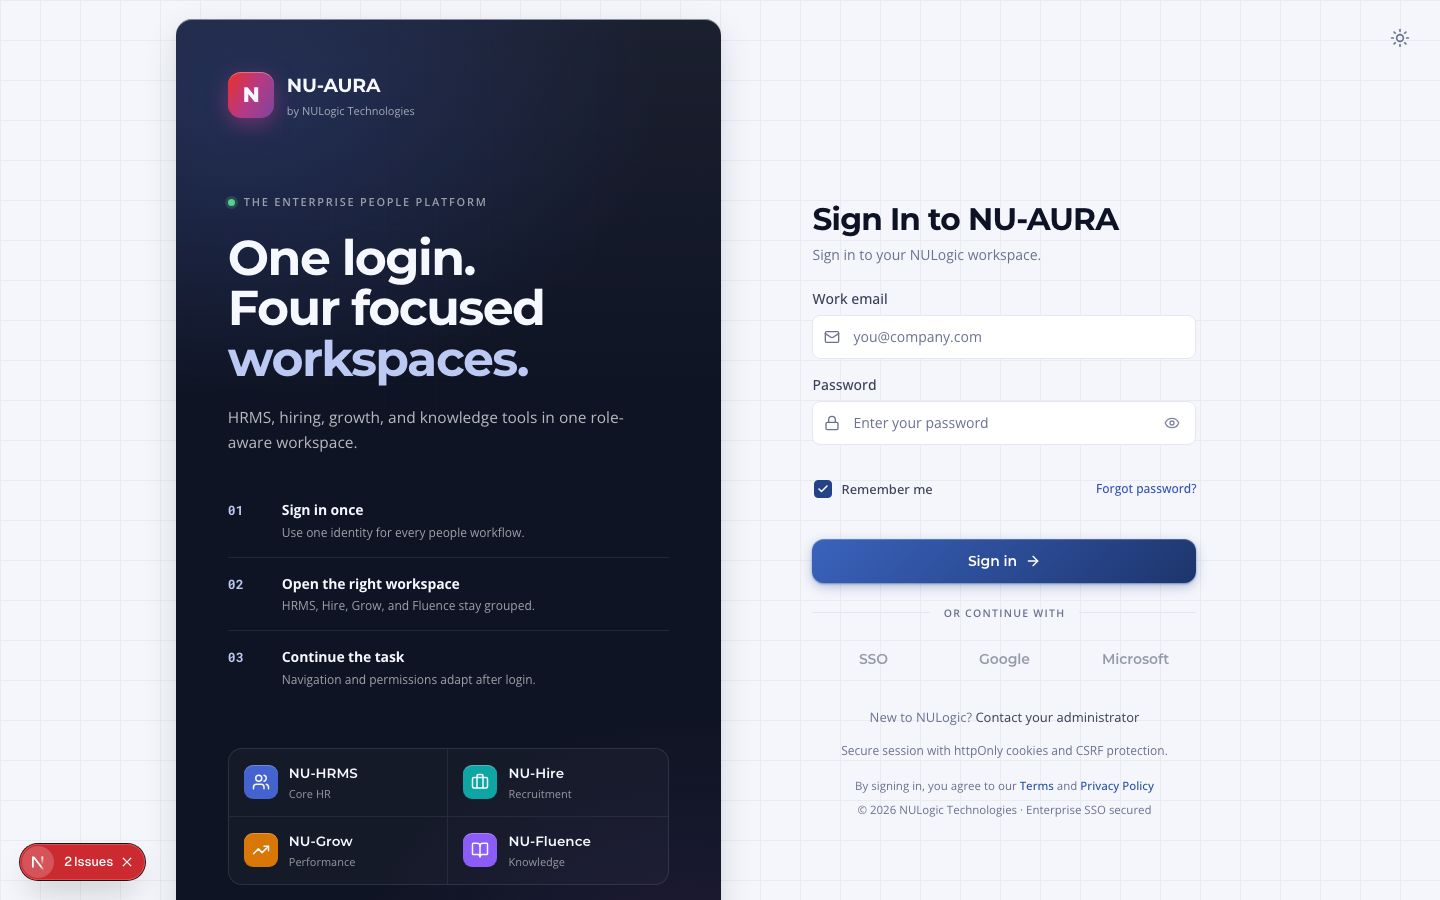 N
NU-AURA
by NULogic Technologies
THE ENTERPRISE PEOPLE PLATFORM
One login.
Four focused
workspaces.
HRMS, hiring, growth, and knowledge tools in one role-
aware workspace.
01
Sign in once
Use one identity for every people workflow.
02
Open the right workspace
HRMS, Hire, Grow, and Fluence stay grouped.
03
Continue the task
Navigation and permissions adapt after login.
NU-HRMS
Core HR
NU-Hire
Recruitment
NU-Grow
Performance
NU-Fluence
Knowledge
Sign In to NU-AURA
Sign in to your NULogic workspace.
Work email
you@company.com
Password
Enter your password
Remember me
Forgot password?
Sign in
OR CONTINUE WITH
SSO
Google
Microsoft
New to NULogic? Contact your administrator
Secure session with httpOnly cookies and CSRF protection.
By signing in, you agree to our Terms and Privacy Policy
© 2026 NULogic Technologies · Enterprise SSO secured
N
2 Issues